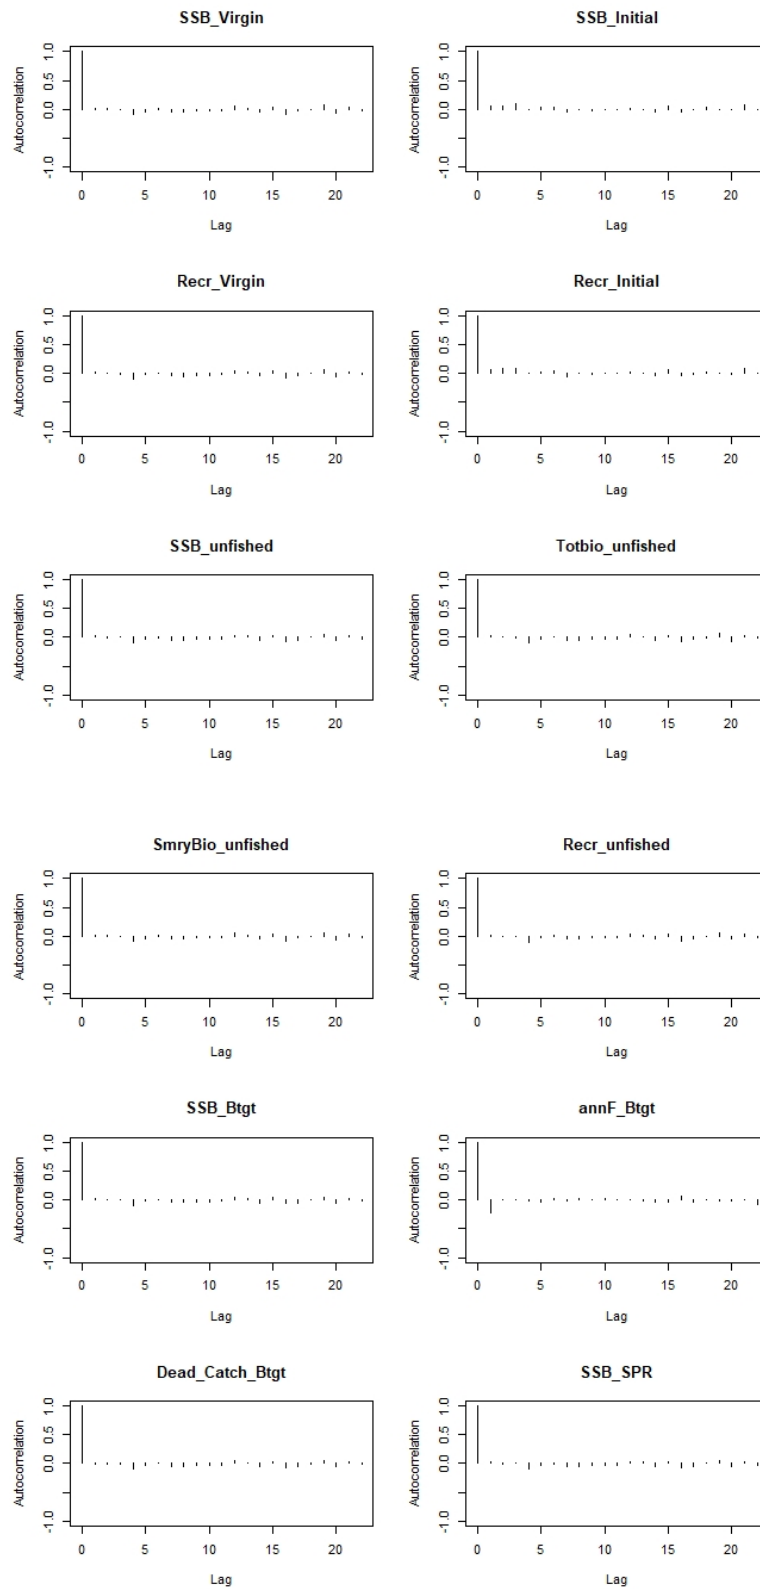 SSB_Virgin
SSB_Initial
Autocorrelation
-1.0 0.0 0.5 1.0
0 5 10 15 20
Lag
Autocorrelation
-1.0 0.0 0.5 1.0
0 5 10 15 20
Lag
Recr_Virgin
Recr_Initial
Autocorrelation
-1.0 0.0 0.5 1.0
0 5 10 15 20
Lag
Autocorrelation
-1.0 0.0 0.5 1.0
0 5 10 15 20
Lag
SSB_unfished
Totbio_unfished
Autocorrelation
-1.0 0.0 0.5 1.0
0 5 10 15 20
Lag
Autocorrelation
-1.0 0.0 0.5 1.0
0 5 10 15 20
Lag
SmryBio_unfished
Recr_unfished
Autocorrelation
-1.0 0.0 0.5 1.0
0 5 10 15 20
Lag
Autocorrelation
-1.0 0.0 0.5 1.0
0 5 10 15 20
Lag
SSB_Btgt
annF_Btgt
Autocorrelation
-1.0 0.0 0.5 1.0
0 5 10 15 20
Lag
Autocorrelation
-1.0 0.0 0.5 1.0
0 5 10 15 20
Lag
Dead_Catch_Btgt
SSB_SPR
Autocorrelation
-1.0 0.0 0.5 1.0
0 5 10 15 20
Lag
Autocorrelation
-1.0 0.0 0.5 1.0
0 5 10 15 20
Lag